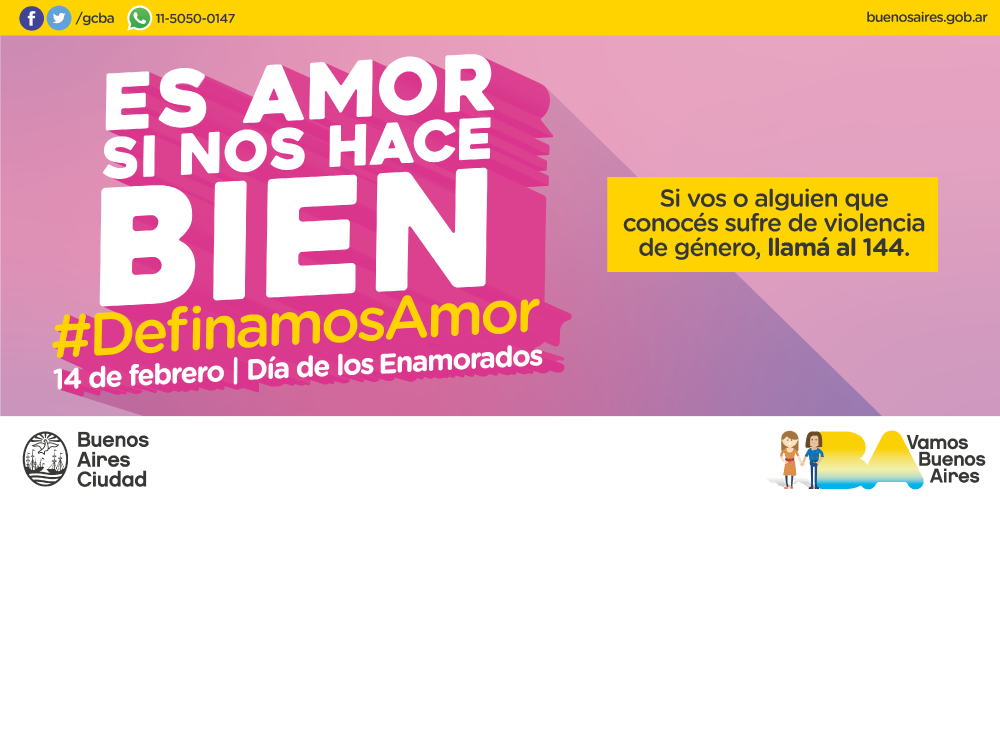 /gcba
11-5050-0147
buenosaires.gob.ar
ES AMOR
SI NOS HACE
BIEN
#DefinamosAmor
14 de febrero | Día de los Enamorados
Si vos o alguien que
conocés sufre de violencia
de género, llamá al 144.
Buenos
Aires
Ciudad
BA
Vamos
Buenos
Aires